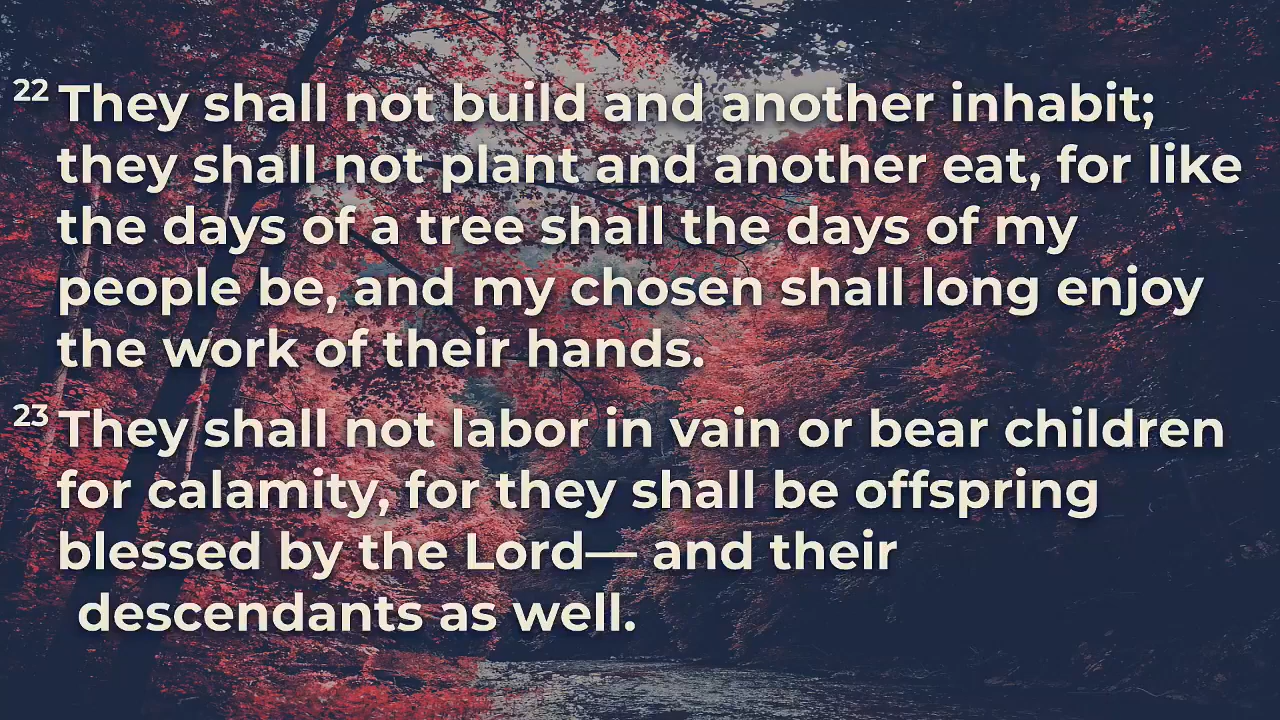 22 They shall not build and another inhabit;
they shall not plant and another eat, for like
the days of a tree shall the days of my
people be, and my chosen shall long enjoy
the work of their hands.
23 They shall not labor in vain or bear children
for calamity, for they shall be offspring
blessed by the Lord— and their
descendants as well.